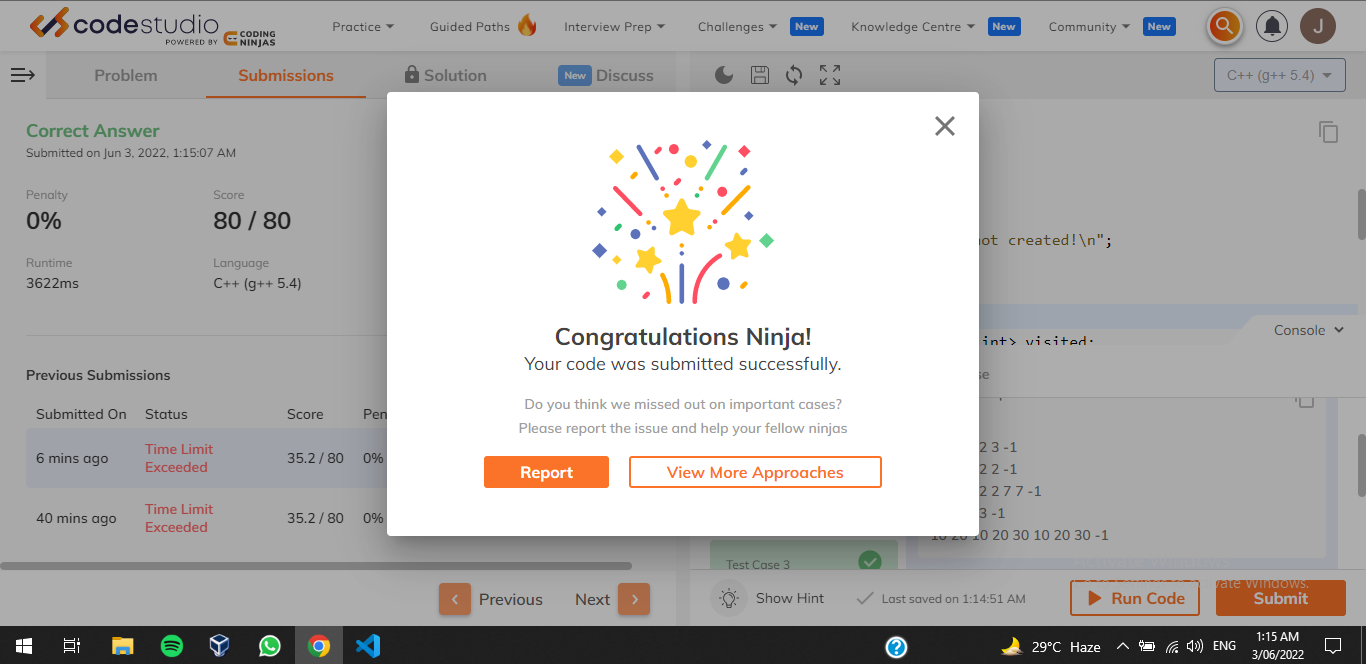 codestudio
POWERED BY CODING NINJAS
Practice Guided Paths Interview Prep Challenges New Knowledge Centre New Community New J
Problem Submissions Solution New Discuss C++ (g++ 5.4)
Correct Answer
Submitted on Jun 3, 2022, 1:15:07 AM
Penalty Score
0% 80 / 80
Runtime Language
3622ms C++ (g++ 5.4)
Previous Submissions
Submitted On Status Score
6 mins ago Time Limit Exceeded 35.2 / 80 0%
40 mins ago Time Limit Exceeded 35.2 / 80 0%
Previous Next
Congratulations Ninja!
Your code was submitted successfully.
Do you think we missed out on important cases?
Please report the issue and help your fellow ninjas
Report View More Approaches
not created!\n";
int> visited;
Console
2 3 -1
2 2 -1
2 2 7 7 -1
3 -1
10 20 10 20 30 10 20 30 -1
Test Case 3
Show Hint Last saved on 1:14:51 AM Run Code Submit
29°C Haze ENG 1:15 AM
3/06/2022